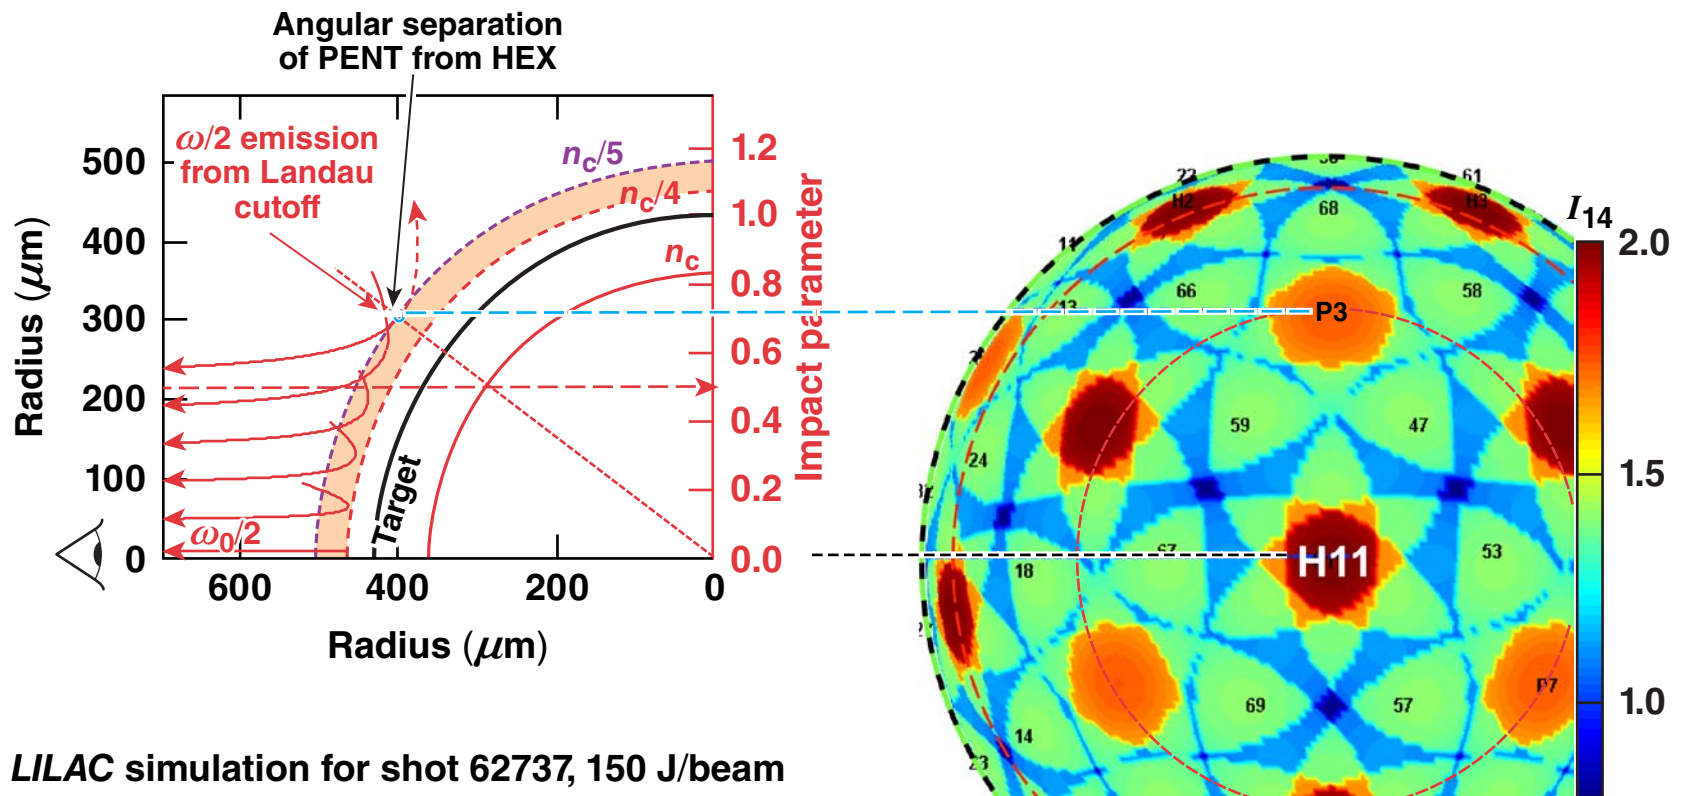 Angular separation
of PENT from HEX
ω/2 emission
from Landau
cutoff
n_c/5
n_c/4
n_c
Target
ω_0/2
500
400
300
200
100
0
Radius (μm)
600
400
200
0
Radius (μm)
1.2
1.0
0.8
0.6
0.4
0.2
0.0
Impact parameter
LILAC simulation for shot 62737, 150 J/beam
22
61
H2
H3
68
66
58
13
P3
59
47
24
67
H11
53
18
69
57
P7
14
23
I_14
2.0
1.5
1.0